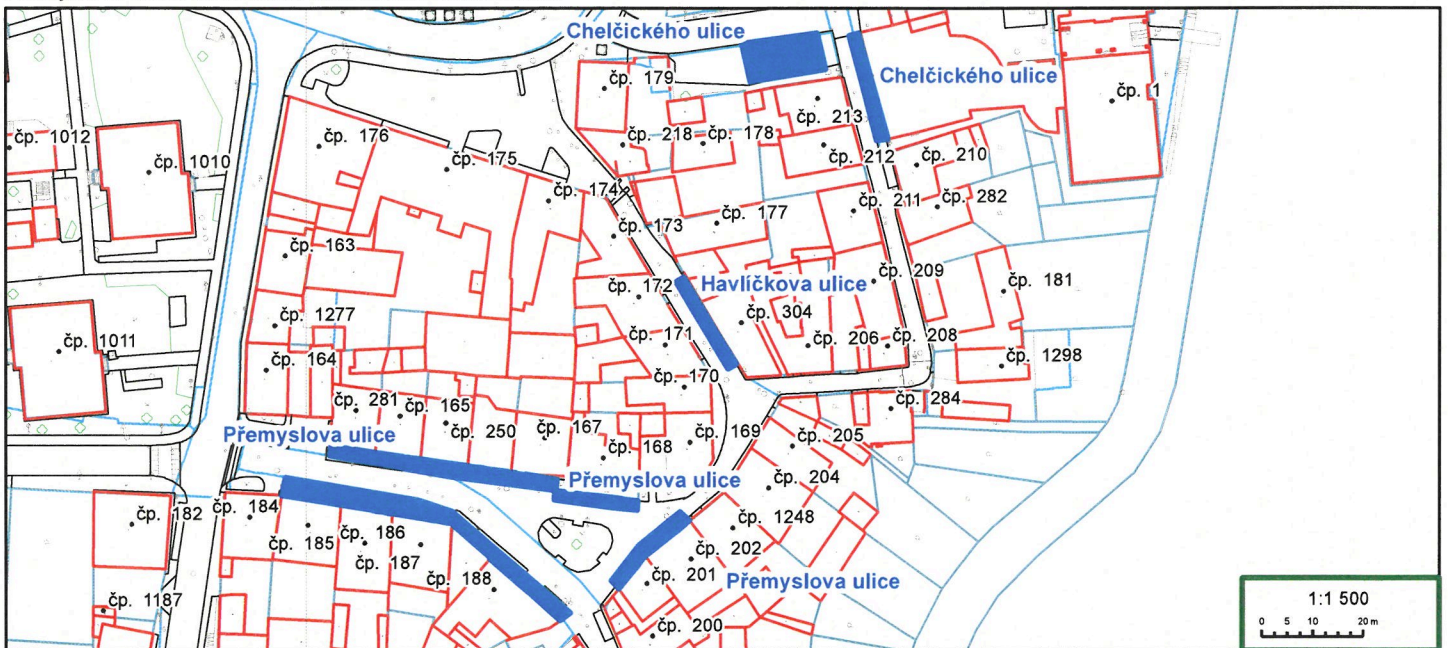 Chelčického ulice
Chelčického ulice
čp. 179
čp. 1
čp. 213
čp. 1012
čp. 176
čp. 218
čp. 178
čp. 1010
čp. 175
čp. 212
čp. 210
čp. 174
čp. 211
čp. 282
čp. 177
čp. 173
čp. 163
čp. 209
čp. 181
čp. 172
Havlíčkova ulice
čp. 1277
čp. 304
čp. 171
čp. 206
čp. 208
čp. 1011
čp. 164
čp. 1298
čp. 170
čp. 281
čp. 165
čp. 284
čp. 250
čp. 167
čp. 169
čp. 205
Přemyslova ulice
čp. 168
Přemyslova ulice
čp. 204
čp. 182
čp. 184
čp. 1248
čp. 186
čp. 185
čp. 202
čp. 187
čp. 188
čp. 201
Přemyslova ulice
čp. 1187
čp. 200
1:1 500
0 5 10 20 m